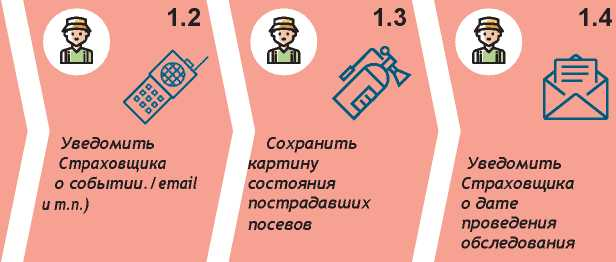 1.2
Уведомить
Страховщика
о событии./email
и т.п.)
1.3
Сохранить
картину
состояния
пострадавших
посевов
1.4
Уведомить
Страховщика
о дате
проведения
обследования